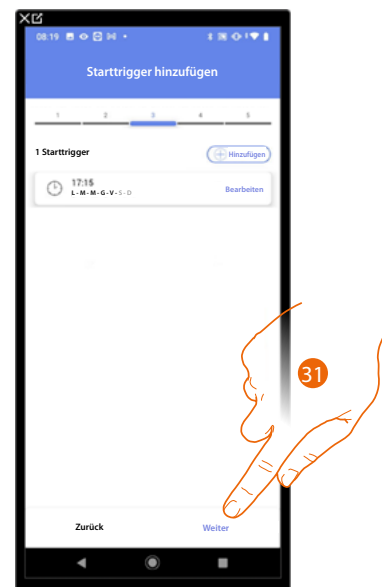 08:19
Starttrigger hinzufügen
1 2 3 4 5
1 Starttrigger Hinzufügen
17:15 Bearbeiten
L - M - M - G - V - S - D
31
Zurück Weiter